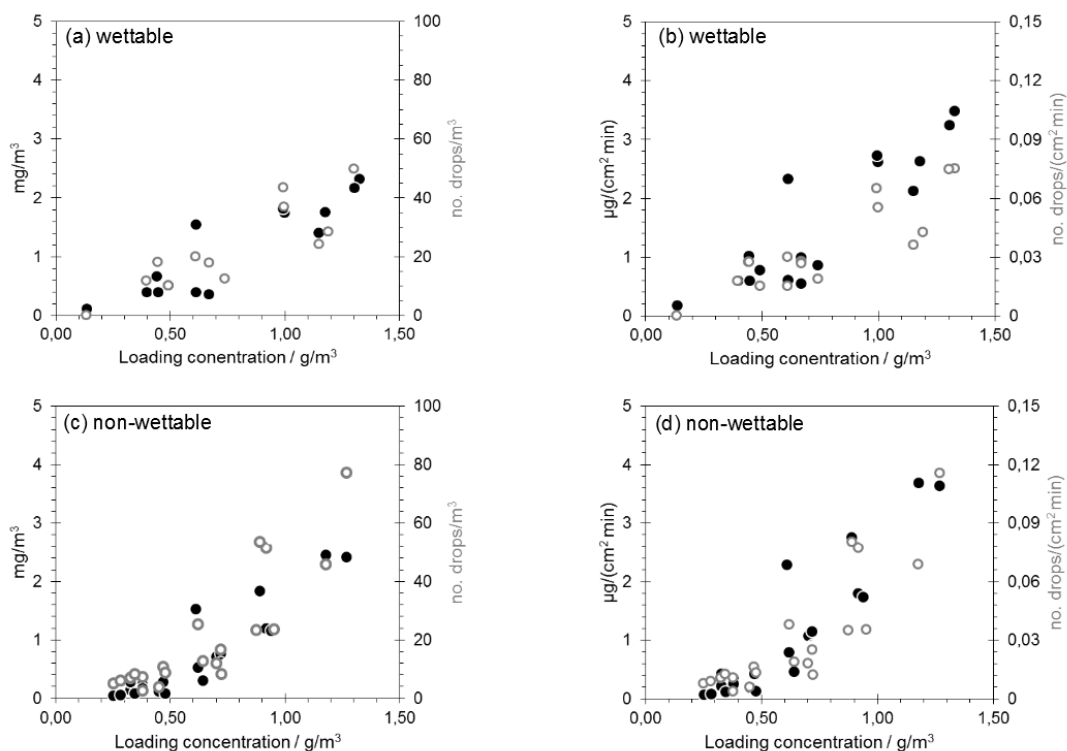 (a) wettable
mg/m³
5
4
3
2
1
0
100
80
60
40
20
0
no. drops/m³
0,00 0,50 1,00 1,50
Loading conentration / g/m³
(b) wettable
µg/(cm² min)
5
4
3
2
1
0
0,15
0,12
0,09
0,06
0,03
0,00
no. drops/(cm² min)
0,00 0,50 1,00 1,50
Loading conentration / g/m³
(c) non-wettable
mg/m³
5
4
3
2
1
0
100
80
60
40
20
0
no. drops/m³
0,00 0,50 1,00 1,50
Loading concentration / g/m³
(d) non-wettable
µg/(cm² min)
5
4
3
2
1
0
0,15
0,12
0,09
0,06
0,03
0,00
no. drops/(cm² min)
0,00 0,50 1,00 1,50
Loading concentration / g/m³